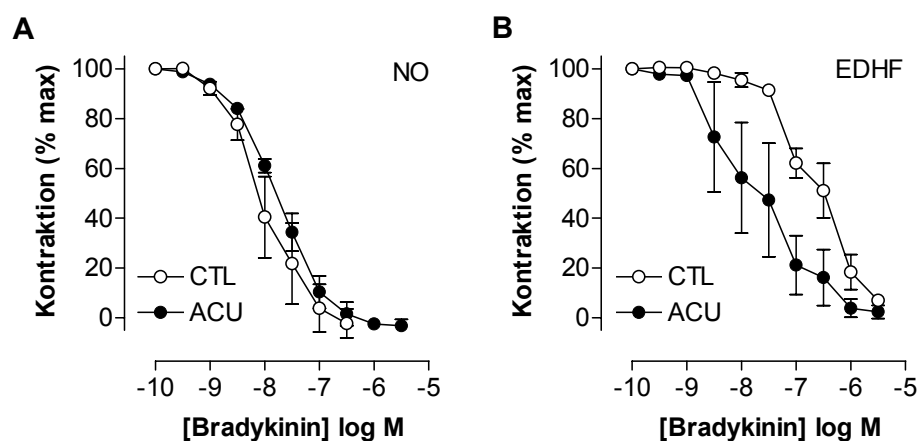 A
NO
Kontraktion (% max)
100
80
60
40
20
0
CTL
ACU
-10 -9 -8 -7 -6 -5
[Bradykinin] log M
B
EDHF
Kontraktion (% max)
100
80
60
40
20
0
CTL
ACU
-10 -9 -8 -7 -6 -5
[Bradykinin] log M